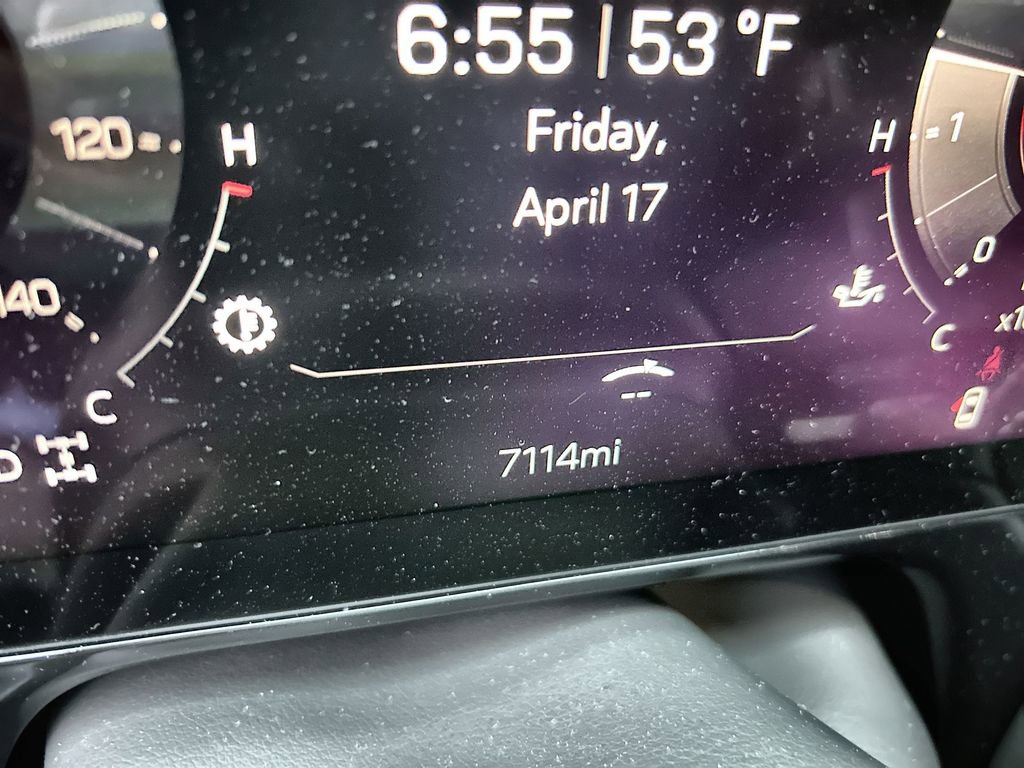 6:55 | 53 °F
Friday,
April 17
120
H
H
1
140
0
C
C
7114mi